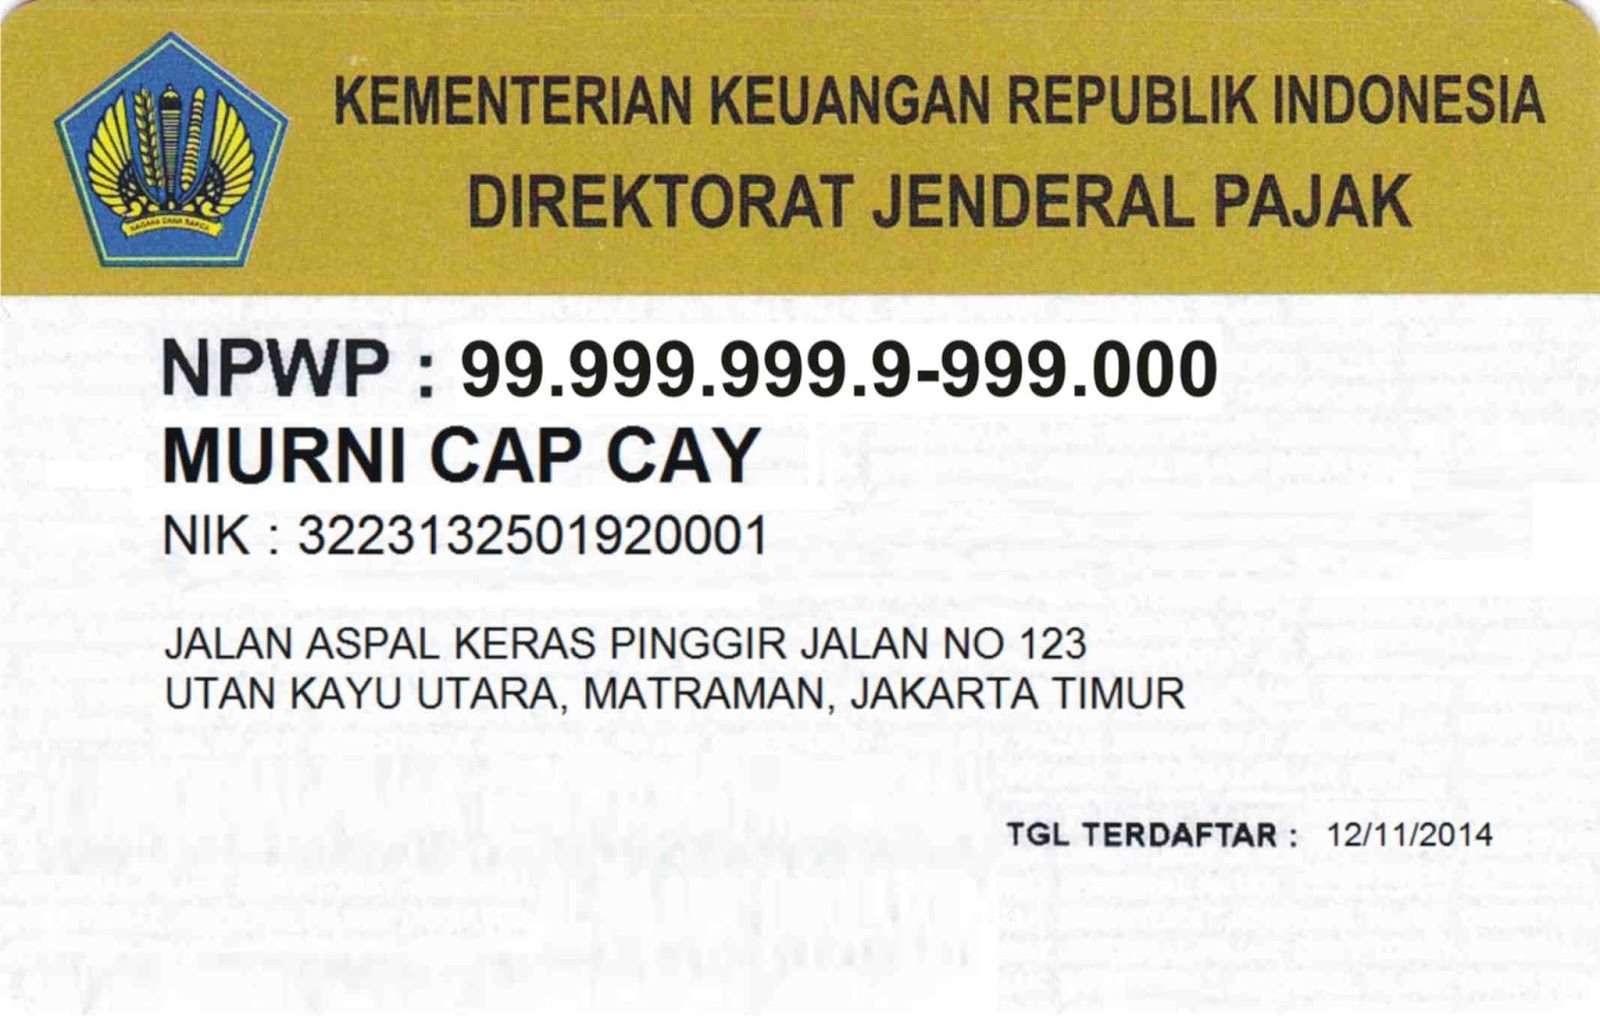 KEMENTERIAN KEUANGAN REPUBLIK INDONESIA
DIREKTORAT JENDERAL PAJAK
NAGARA DANA RAKCA
NPWP : 99.999.999.9-999.000
MURNI CAP CAY
NIK : 3223132501920001
JALAN ASPAL KERAS PINGGIR JALAN NO 123
UTAN KAYU UTARA, MATRAMAN, JAKARTA TIMUR
TGL TERDAFTAR : 12/11/2014